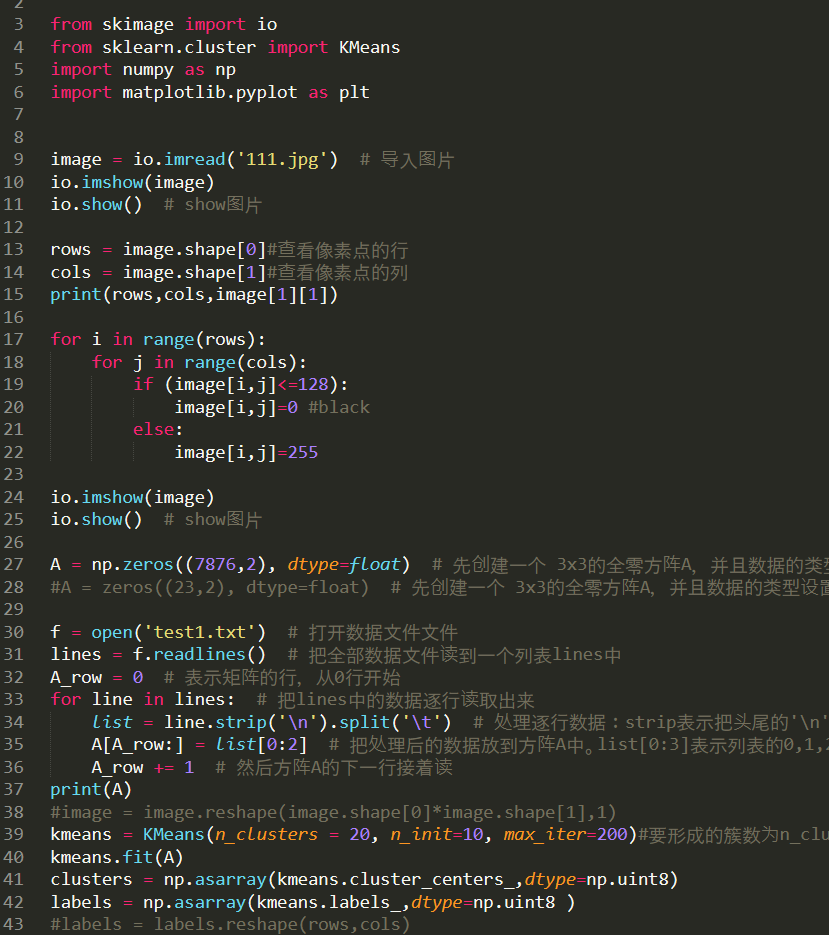 2
3 from skimage import io
4 from sklearn.cluster import KMeans
5 import numpy as np
6 import matplotlib.pyplot as plt
7
8
9 image = io.imread('111.jpg')  # 导入图片
10 io.imshow(image)
11 io.show()  # show图片
12
13 rows = image.shape[0]#查看像素点的行
14 cols = image.shape[1]#查看像素点的列
15 print(rows,cols,image[1][1])
16
17 for i in range(rows):
18     for j in range(cols):
19         if (image[i,j]<=128):
20             image[i,j]=0 #black
21         else:
22             image[i,j]=255
23
24 io.imshow(image)
25 io.show()  # show图片
26
27 A = np.zeros((7876,2), dtype=float)  # 先创建一个 3x3的全零方阵A, 并且数据的类型
28 #A = zeros((23,2), dtype=float)  # 先创建一个 3x3的全零方阵A, 并且数据的类型设置
29
30 f = open('test1.txt')  # 打开数据文件文件
31 lines = f.readlines()  # 把全部数据文件读到一个列表lines中
32 A_row = 0  # 表示矩阵的行, 从0行开始
33 for line in lines:  # 把lines中的数据逐行读取出来
34     list = line.strip('\n').split('\t')  # 处理逐行数据：strip表示把头尾的'\n'
35     A[A_row:] = list[0:2]  # 把处理后的数据放到方阵A中。list[0:3]表示列表的0,1,2
36     A_row += 1  # 然后方阵A的下一行接着读
37 print(A)
38 #image = image.reshape(image.shape[0]*image.shape[1],1)
39 kmeans = KMeans(n_clusters = 20, n_init=10, max_iter=200)#要形成的簇数为n_clu
40 kmeans.fit(A)
41 clusters = np.asarray(kmeans.cluster_centers_,dtype=np.uint8)
42 labels = np.asarray(kmeans.labels_,dtype=np.uint8 )
43 #labels = labels.reshape(rows,cols)